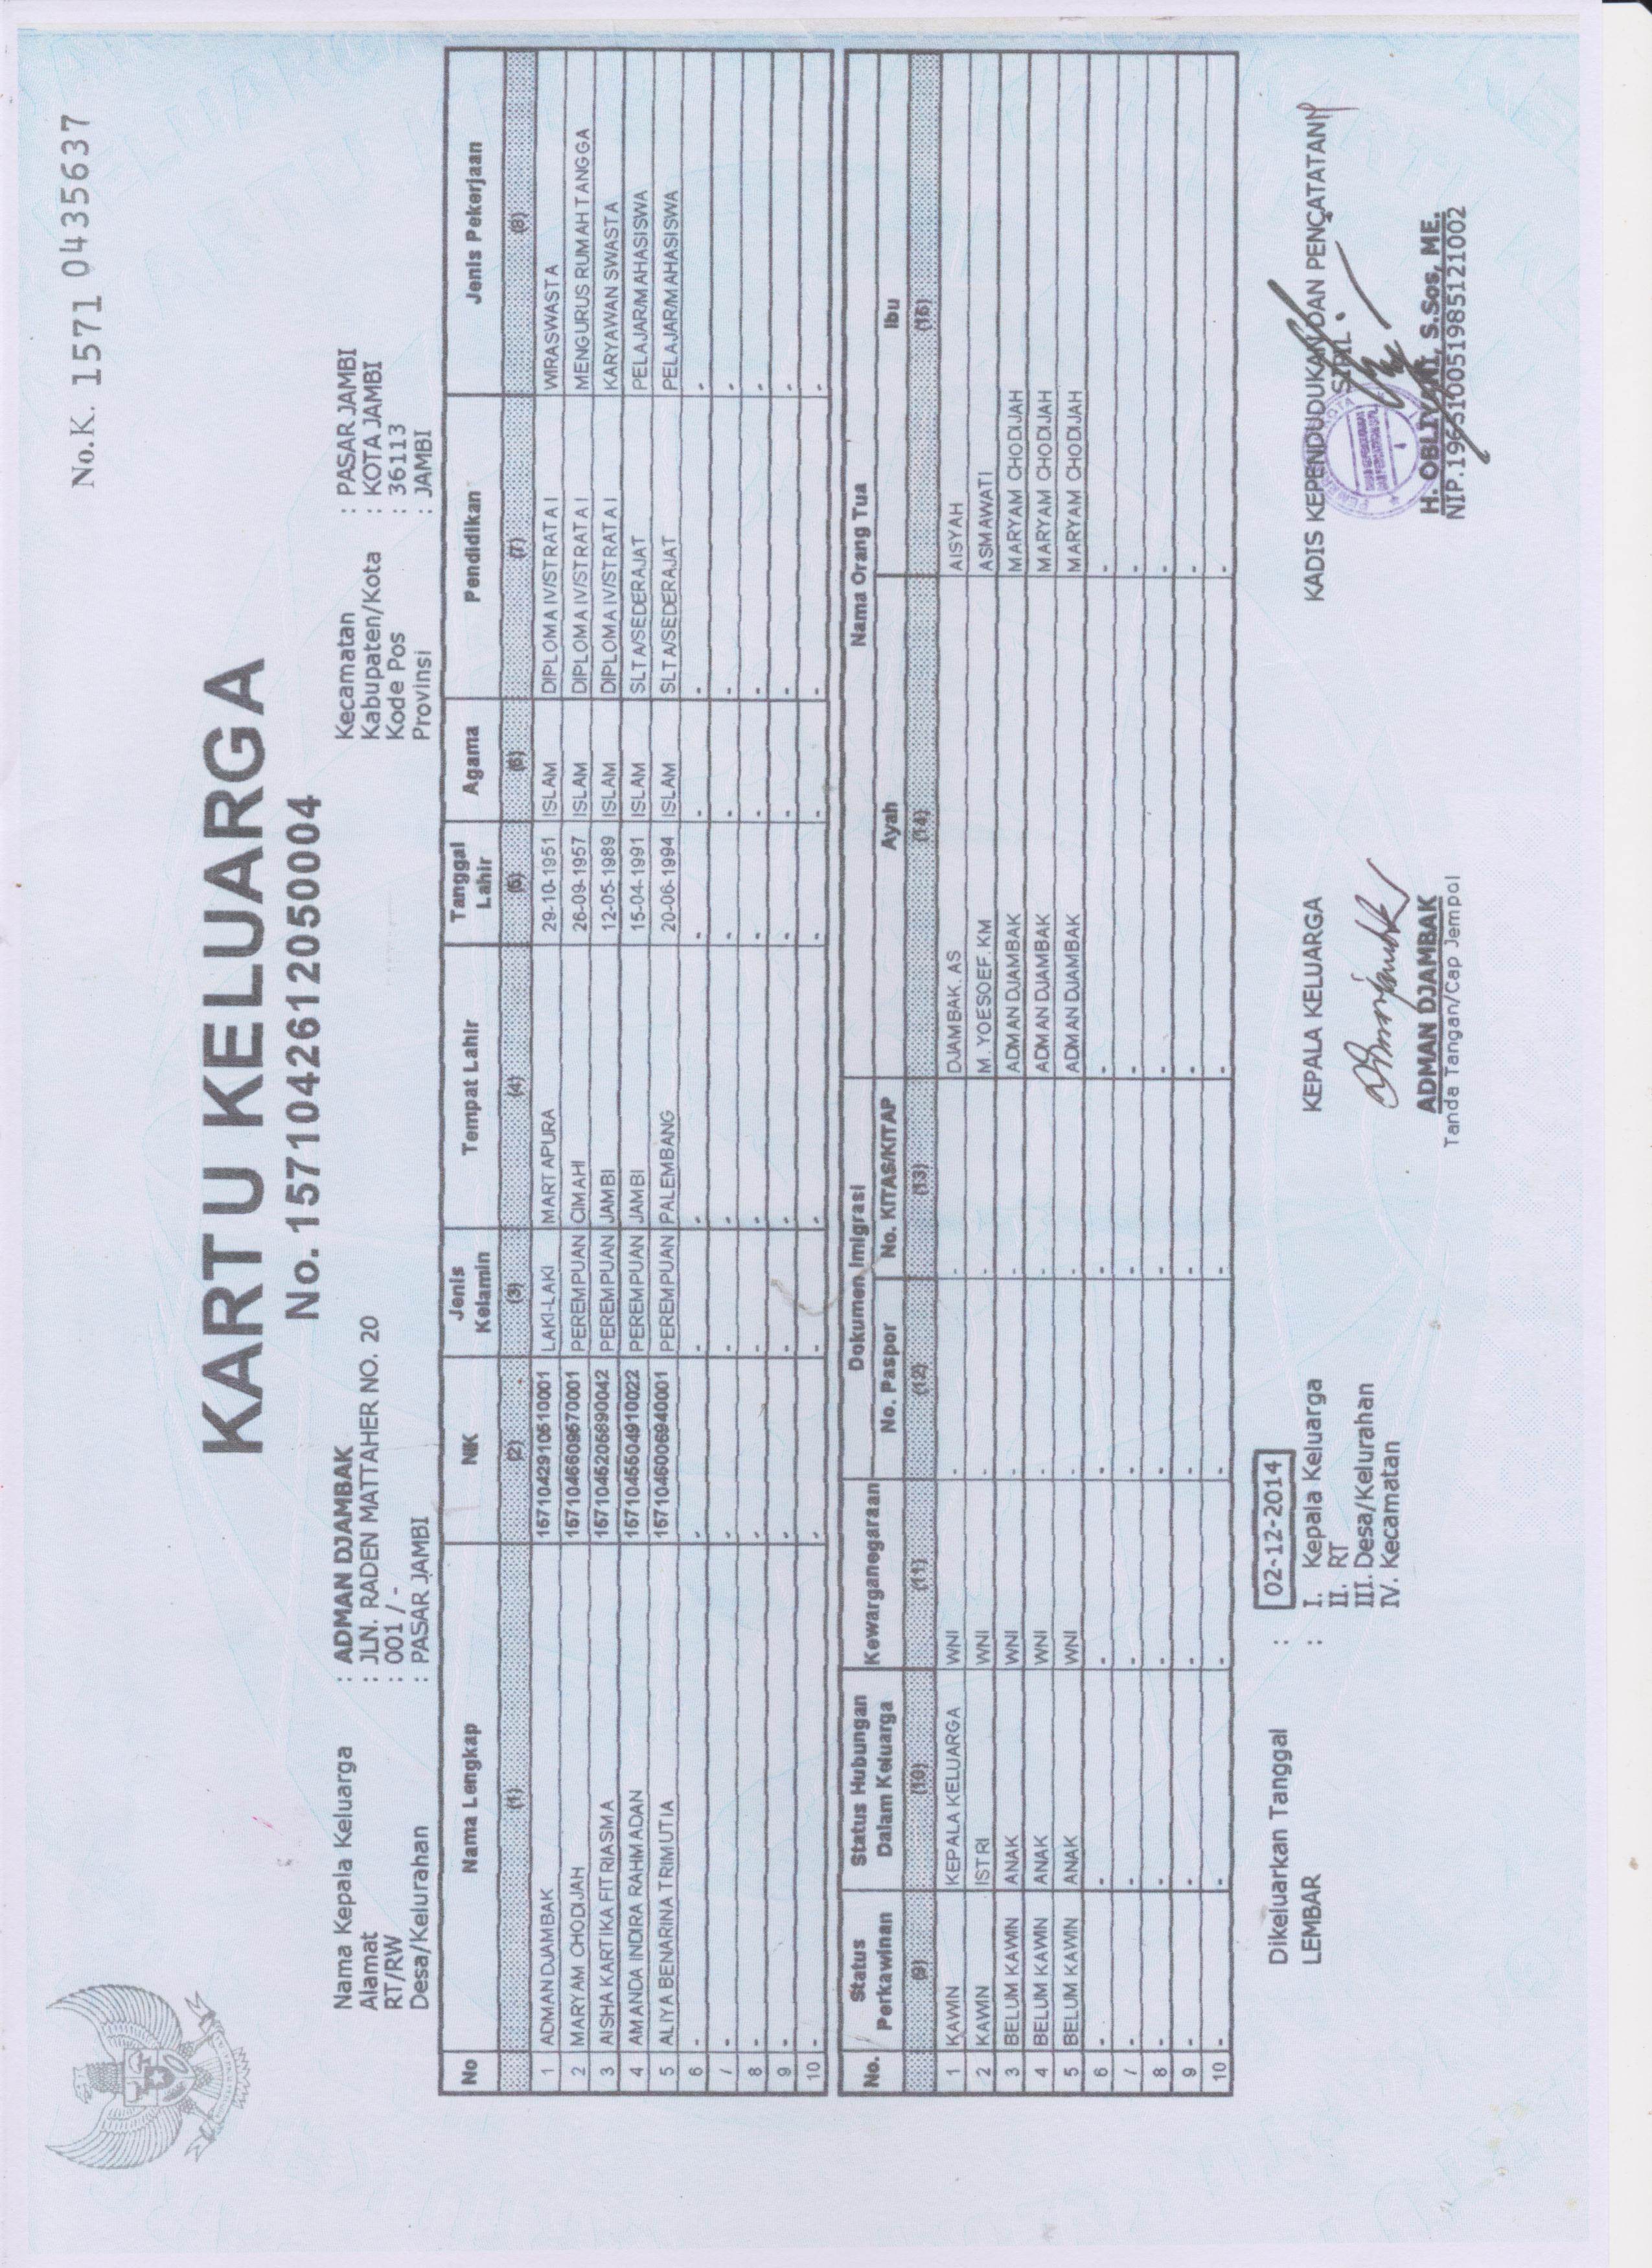 No.K. 1571 0435637
KARTU KELUARGA
No. 1571042612050004
Nama Kepala Keluarga : ADMAN DJAMBAK Kecamatan : PASAR JAMBI
Alamat : JLN. RADEN MATTAHER NO. 20 Kabupaten/Kota : KOTA JAMBI
RT/RW : 001 / - Kode Pos : 36113
Desa/Kelurahan : PASAR JAMBI Provinsi : JAMBI
No Nama Lengkap NIK Jenis Kelamin Tempat Lahir Tanggal Lahir Agama Pendidikan Jenis Pekerjaan
(1) (2) (3) (4) (5) (6) (7) (8)
1 ADMAN DJAMBAK 1571042910510001 LAKI-LAKI MARTAPURA 29-10-1951 ISLAM DIPLOMA IV/STRATA I WIRASWASTA
2 MARYAM CHODIJAH 1571046609570001 PEREMPUAN CIMAHI 26-09-1957 ISLAM DIPLOMA IV/STRATA I MENGURUS RUMAH TANGGA
3 AISHA KARTIKA FITRIASMA 1571045205890042 PEREMPUAN JAMBI 12-05-1989 ISLAM DIPLOMA IV/STRATA I KARYAWAN SWASTA
4 AMANDA INDIRA RAHMADAN 1571045504910022 PEREMPUAN JAMBI 15-04-1991 ISLAM SLTA/SEDERAJAT PELAJAR/MAHASISWA
5 ALIYA BENARINA TRIMUTIA 1571046006940001 PEREMPUAN PALEMBANG 20-06-1994 ISLAM SLTA/SEDERAJAT PELAJAR/MAHASISWA
6 - - - - - - - -
7 - - - - - - - -
8 - - - - - - - -
9 - - - - - - - -
10 - - - - - - - -
No. Status Perkawinan Status Hubungan Dalam Keluarga Kewarganegaraan Dokumen Imigrasi Nama Orang Tua
No. Paspor No. KITAS/KITAP Ayah Ibu
(9) (10) (11) (12) (13) (14) (15)
1 KAWIN KEPALA KELUARGA WNI - - DJAMBAK. AS AISYAH
2 KAWIN ISTRI WNI - - M. YOESOEF. KM ASMAWATI
3 BELUM KAWIN ANAK WNI - - ADMAN DJAMBAK MARYAM CHODIJAH
4 BELUM KAWIN ANAK WNI - - ADMAN DJAMBAK MARYAM CHODIJAH
5 BELUM KAWIN ANAK WNI - - ADMAN DJAMBAK MARYAM CHODIJAH
6 - - - - - - -
7 - - - - - - -
8 - - - - - - -
9 - - - - - - -
10 - - - - - - -
Dikeluarkan Tanggal : 02-12-2014
LEMBAR : I. Kepala Keluarga
II. RT
III. Desa/Kelurahan
IV. Kecamatan
KEPALA KELUARGA
ADMAN DJAMBAK
Tanda Tangan/Cap Jempol
KADIS KEPENDUDUKAN DAN PENCATATAN
SIPIL
H. OBLIYANI, S.Sos, ME.
NIP.196510051985121002